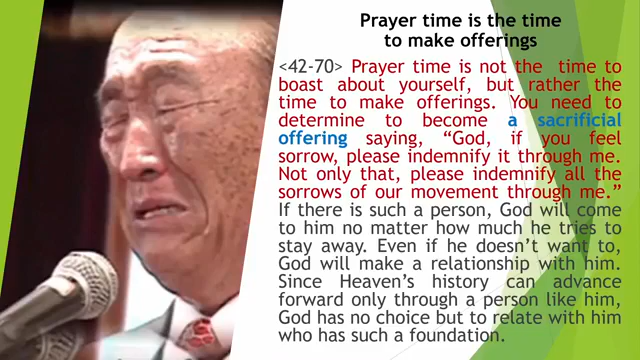 Prayer time is the time
to make offerings
<42-70> Prayer time is not the time to
boast about yourself, but rather the
time to make offerings. You need to
determine to become a sacrificial
offering saying, “God, if you feel
sorrow, please indemnify it through me.
Not only that, please indemnify all the
sorrows of our movement through me.”
If there is such a person, God will come
to him no matter how much he tries to
stay away. Even if he doesn’t want to,
God will make a relationship with him.
Since Heaven’s history can advance
forward only through a person like him,
God has no choice but to relate with him
who has such a foundation.